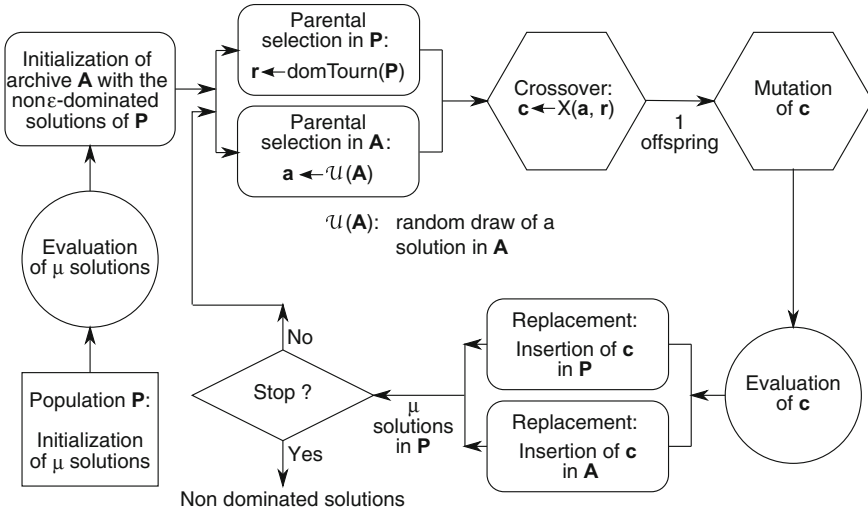 Initialization of
archive A with the
nonε-dominated
solutions of P
Parental
selection in P:
r←domTourn(P)
Parental
selection in A:
a ← 𝒰(A)
Crossover:
c←X(a, r)
1
offspring
Mutation
of c
𝒰(A): random draw of a
solution in A
Evaluation
of μ solutions
Population P:
Initialization
of μ solutions
No
Stop ?
Yes
Non dominated solutions
μ
solutions
in P
Replacement:
Insertion of c
in P
Replacement:
Insertion of c
in A
Evaluation
of c